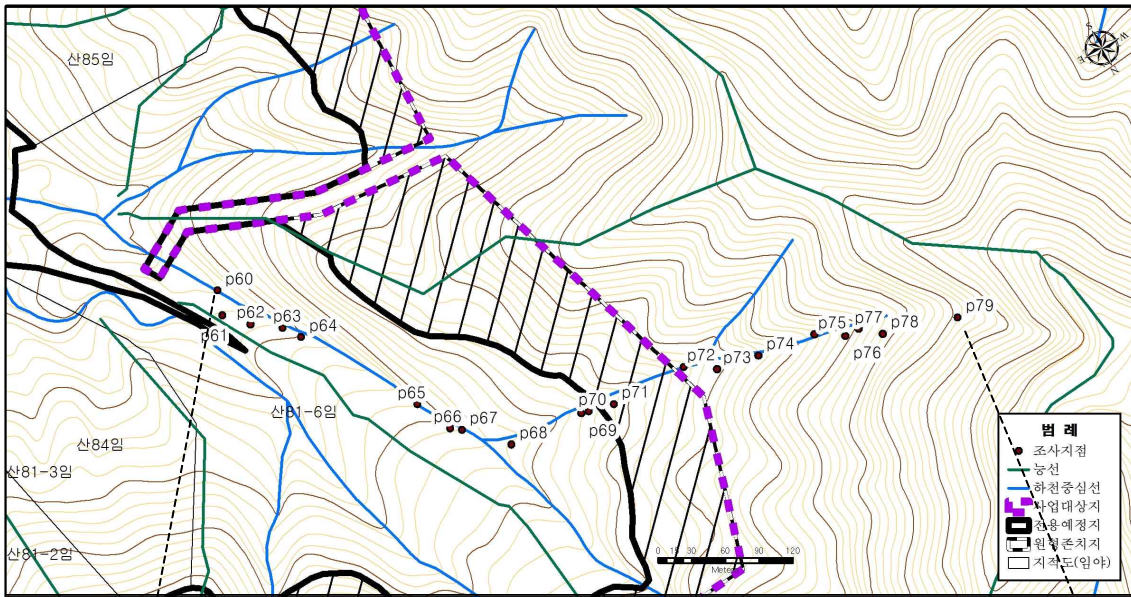 산85임
S
W
E
N
p60
p61
p62
p63
p64
p79
p77
p78
p75
p76
p74
p72
p73
p71
p70
p69
p65
p66
p67
p68
산81-6임
산84임
산81-3임
산81-2임
범 례
조사지점
능선
하천중심선
사업대상지
전용예정지
원형존치지
지적도(임야)
0 15 30 60 90 120
Meters